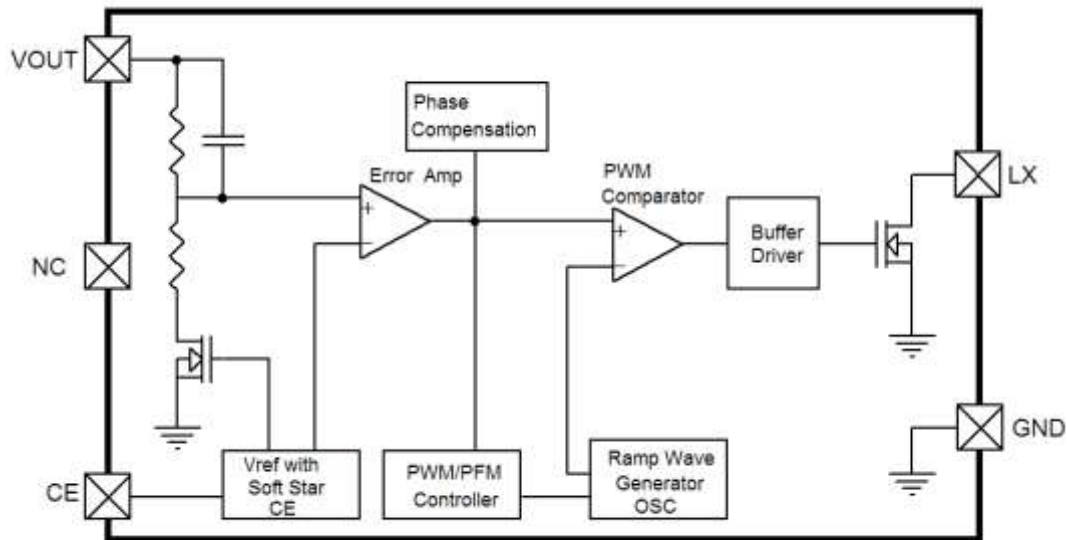 VOUT
Phase
Compensation
Error Amp
PWM
Comparator
LX
+
−
+
−
Buffer
Driver
NC
GND
CE
Vref with
Soft Star
CE
PWM/PFM
Controller
Ramp Wave
Generator
OSC